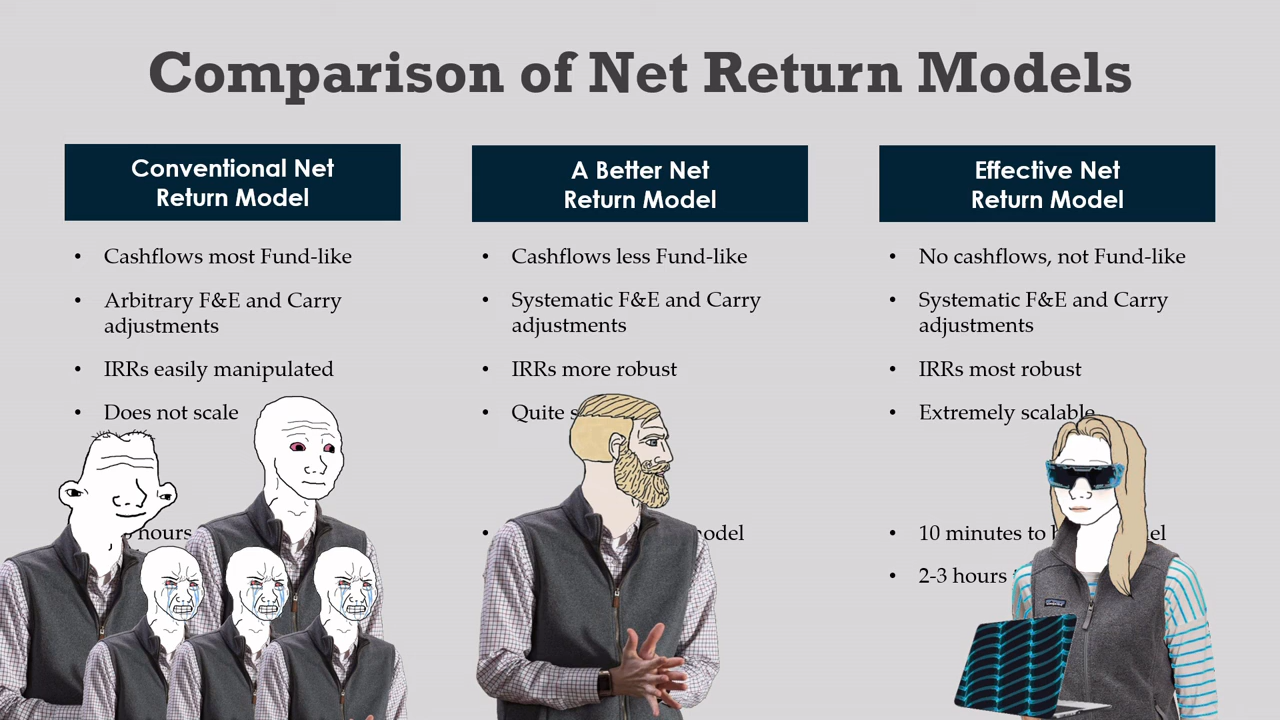 Comparison of Net Return Models
Conventional Net
Return Model
• Cashflows most Fund-like
• Arbitrary F&E and Carry
adjustments
• IRRs easily manipulated
• Does not scale
hours
A Better Net
Return Model
• Cashflows less Fund-like
• Systematic F&E and Carry
adjustments
• IRRs more robust
• Quite
•
Effective Net
Return Model
• No cashflows, not Fund-like
• Systematic F&E and Carry
adjustments
• IRRs most robust
• Extremely scalable
• 10 minutes to
• 2-3 hours
patagonia